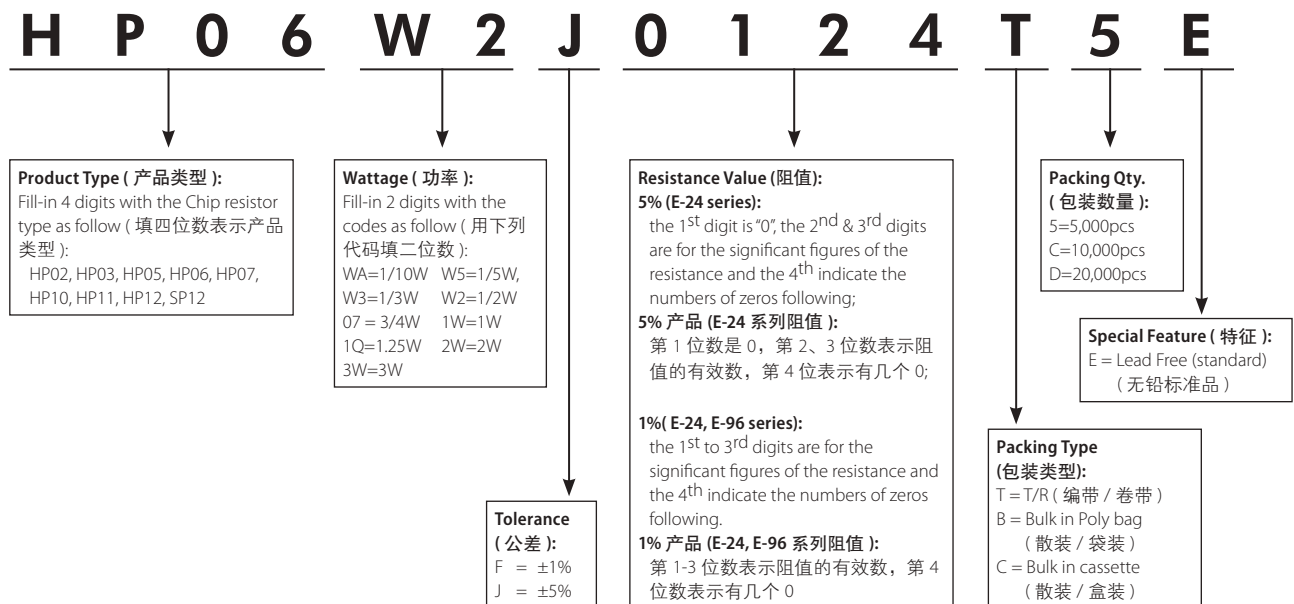 H P 0 6 W 2 J 0 1 2 4 T 5 E
Product Type ( 产品类型 ):
Fill-in 4 digits with the Chip resistor
type as follow ( 填四位数表示产品
类型 ):
HP02, HP03, HP05, HP06, HP07,
HP10, HP11, HP12, SP12
Wattage ( 功率 ):
Fill-in 2 digits with the
codes as follow ( 用下列
代码填二位数 ):
WA=1/10W W5=1/5W,
W3=1/3W W2=1/2W
07 = 3/4W 1W=1W
1Q=1.25W 2W=2W
3W=3W
Tolerance
( 公差 ):
F = ±1%
J = ±5%
Resistance Value (阻值):
5% (E-24 series):
the 1st digit is “0”, the 2nd & 3rd digits
are for the significant figures of the
resistance and the 4th indicate the
numbers of zeros following;
5% 产品 (E-24 系列阻值 ):
第 1 位数是 0，第 2、3 位数表示阻
值的有效数，第 4 位表示有几个 0;
1%( E-24, E-96 series):
the 1st to 3rd digits are for the
significant figures of the resistance and
the 4th indicate the numbers of zeros
following.
1% 产品 (E-24, E-96 系列阻值 ):
第 1-3 位数表示阻值的有效数，第 4
位数表示有几个 0
Packing Qty.
( 包装数量 ):
5=5,000pcs
C=10,000pcs
D=20,000pcs
Special Feature ( 特征 ):
E = Lead Free (standard)
( 无铅标准品 )
Packing Type
(包装类型):
T = T/R ( 编带 / 卷带 )
B = Bulk in Poly bag
( 散装 / 袋装 )
C = Bulk in cassette
( 散装 / 盒装 )